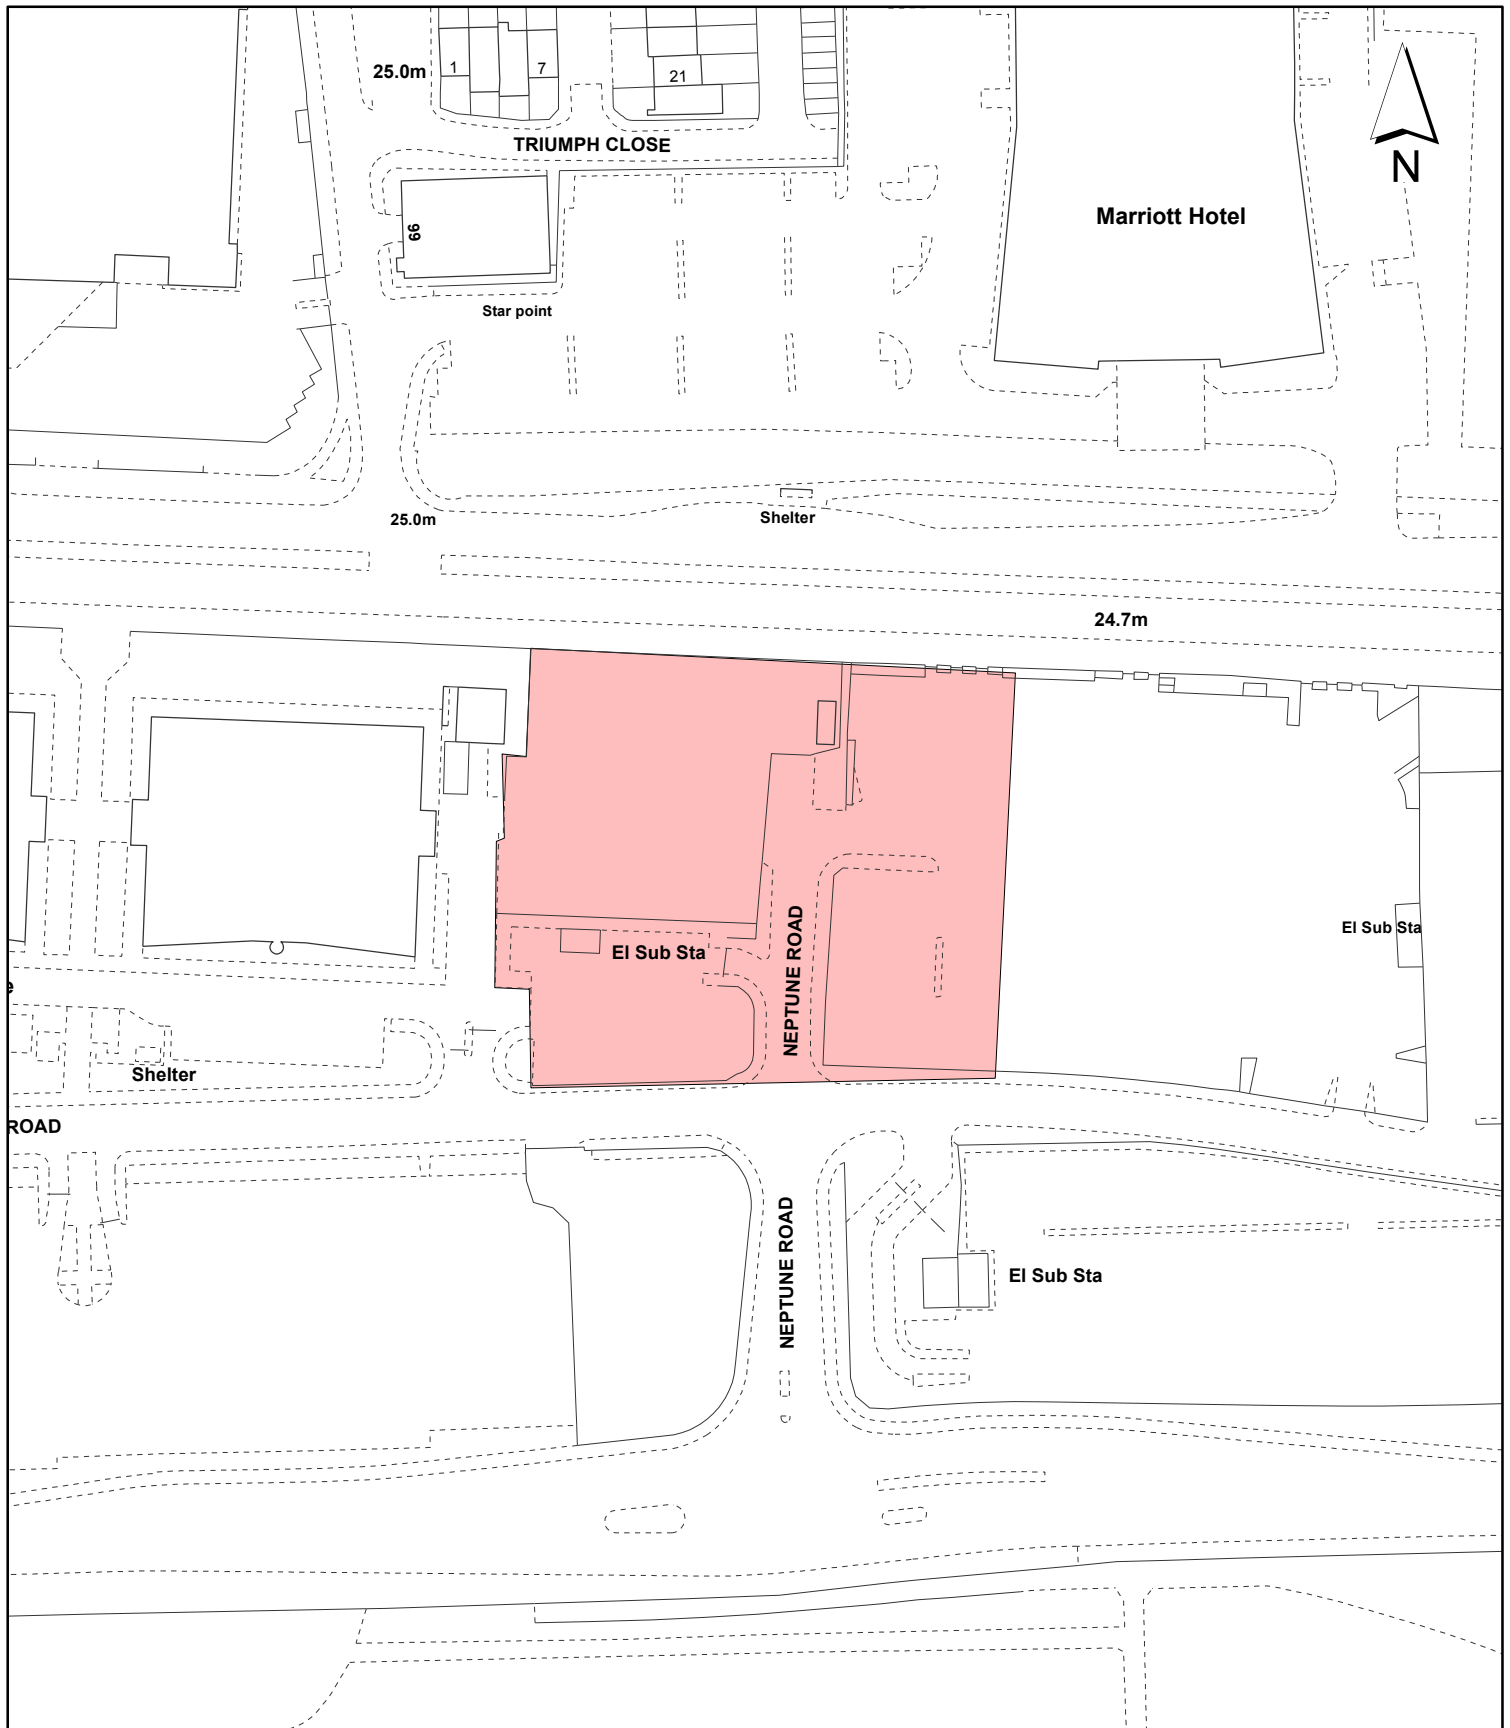 25.0m
1
7
21
TRIUMPH CLOSE
N
Marriott Hotel
66
Star point
25.0m
Shelter
24.7m
El Sub Sta
El Sub Sta
NEPTUNE ROAD
Shelter
ROAD
NEPTUNE ROAD
El Sub Sta